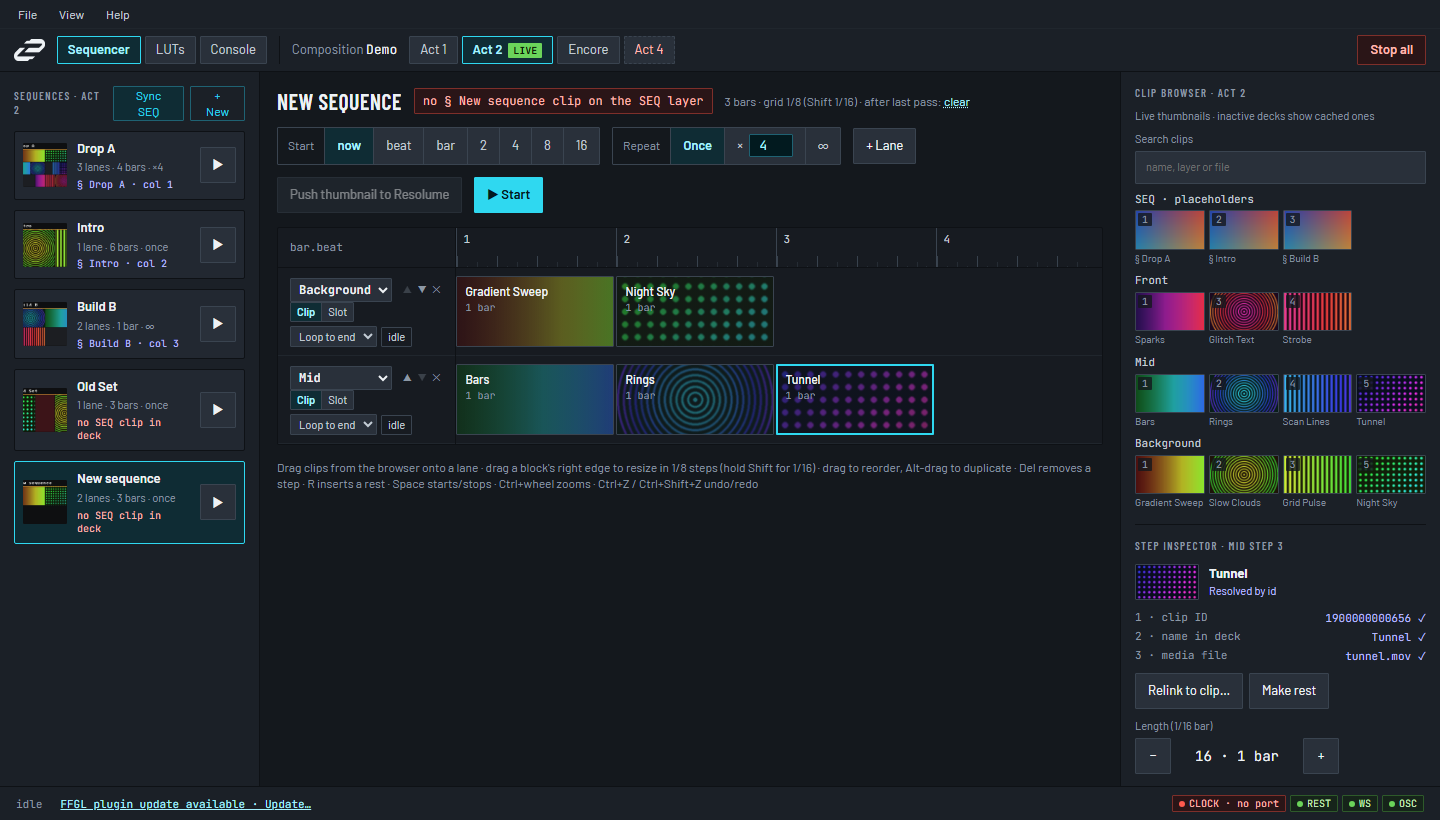 File View Help
Sequencer LUTs Console Composition Demo Act 1 Act 2 LIVE Encore Act 4 Stop all
SEQUENCES · ACT 2
Sync SEQ
+ New
Drop A
3 lanes · 4 bars · ×4
§ Drop A · col 1
Intro
1 lane · 6 bars · once
§ Intro · col 2
Build B
2 lanes · 1 bar · ∞
§ Build B · col 3
Old Set
1 lane · 3 bars · once
no SEQ clip in
deck
New sequence
2 lanes · 3 bars · once
no SEQ clip in
deck
NEW SEQUENCE no § New sequence clip on the SEQ layer 3 bars · grid 1/8 (Shift 1/16) · after last pass: clear
Start now beat bar 2 4 8 16 Repeat Once × 4 ∞ + Lane
Push thumbnail to Resolume ▶ Start
bar.beat 1 2 3 4
Background ▲ ▼ ✕
Clip Slot
Loop to end idle
Gradient Sweep
1 bar
Night Sky
1 bar
Mid ▲ ▼ ✕
Clip Slot
Loop to end idle
Bars
1 bar
Rings
1 bar
Tunnel
1 bar
Drag clips from the browser onto a lane · drag a block's right edge to resize in 1/8 steps (hold Shift for 1/16) · drag to reorder, Alt-drag to duplicate · Del removes a
step · R inserts a rest · Space starts/stops · Ctrl+wheel zooms · Ctrl+Z / Ctrl+Shift+Z undo/redo
CLIP BROWSER · ACT 2
Live thumbnails · inactive decks show cached ones
Search clips
name, layer or file
SEQ · placeholders
1 2 3
§ Drop A § Intro § Build B
Front
1 3 4
Sparks Glitch Text Strobe
Mid
1 2 4 5
Bars Rings Scan Lines Tunnel
Background
1 2 3 5
Gradient Sweep Slow Clouds Grid Pulse Night Sky
STEP INSPECTOR · MID STEP 3
Tunnel
Resolved by id
1 · clip ID 1900000000656 ✓
2 · name in deck Tunnel ✓
3 · media file tunnel.mov ✓
Relink to clip… Make rest
Length (1/16 bar)
− 16 · 1 bar +
idle FFGL plugin update available · Update… CLOCK · no port REST WS OSC